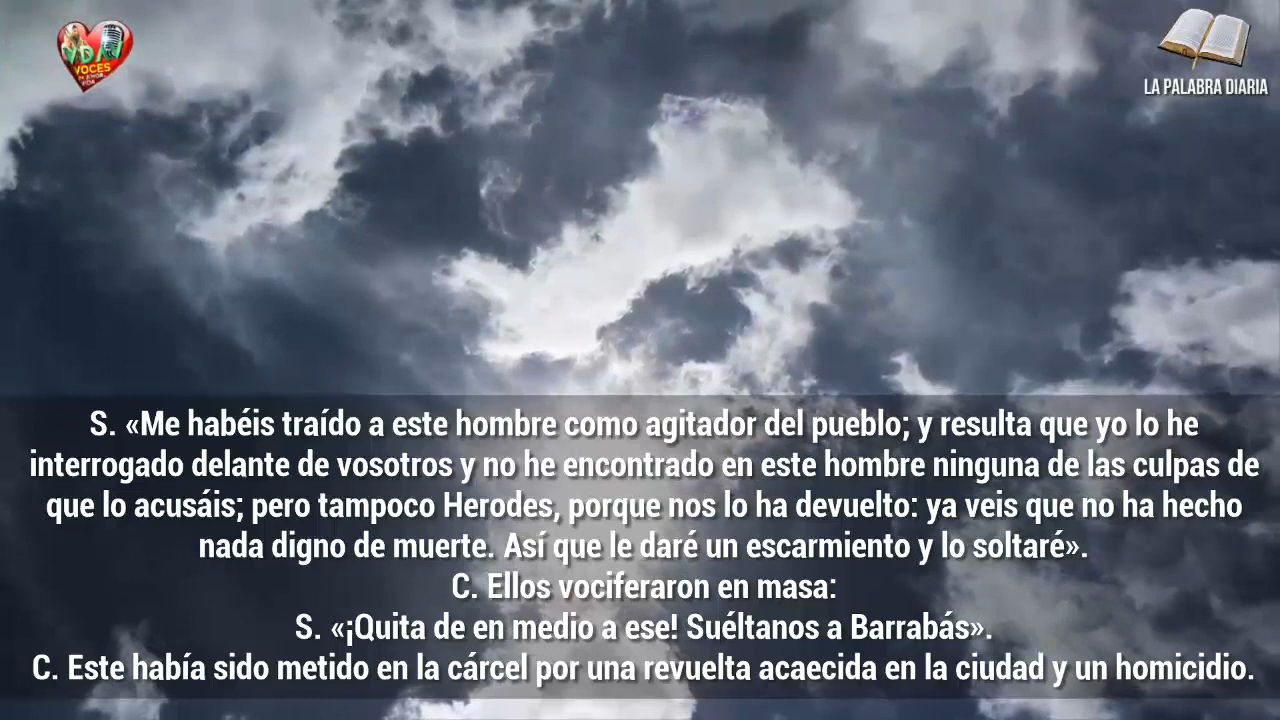 VDA
VOCES
LA PALABRA DIARIA
S. «Me habéis traído a este hombre como agitador del pueblo; y resulta que yo lo he
interrogado delante de vosotros y no he encontrado en este hombre ninguna de las culpas de
que lo acusáis; pero tampoco Herodes, porque nos lo ha devuelto: ya veis que no ha hecho
nada digno de muerte. Así que le daré un escarmiento y lo soltaré».
C. Ellos vociferaron en masa:
S. «¡Quita de en medio a ese! Suéltanos a Barrabás».
C. Este había sido metido en la cárcel por una revuelta acaecida en la ciudad y un homicidio.